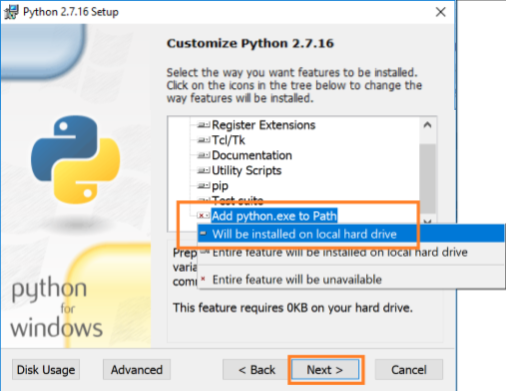 Python 2.7.16 Setup
Customize Python 2.7.16
Select the way you want features to be installed.
Click on the icons in the tree below to change the
way features will be installed.
Register Extensions
Tcl/Tk
Documentation
Utility Scripts
pip
Test suite
Add python.exe to Path
Will be installed on local hard drive
Entire feature will be installed on local hard drive
Entire feature will be unavailable
Prep
varia
comm
This feature requires 0KB on your hard drive.
python
for
windows
Disk Usage
Advanced
< Back
Next >
Cancel